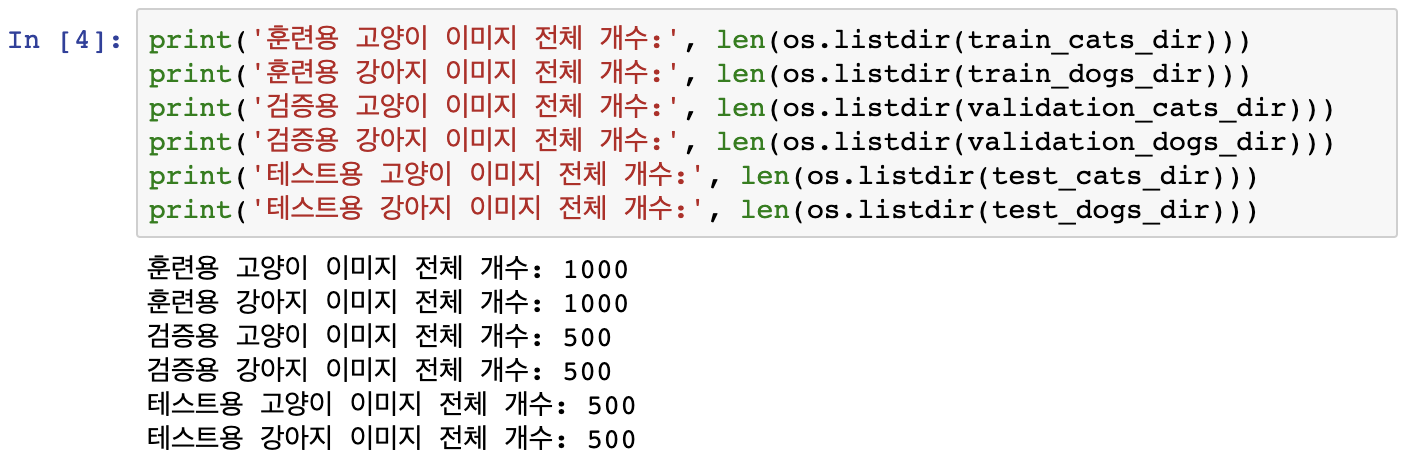 In [4]: print('훈련용 고양이 이미지 전체 개수:', len(os.listdir(train_cats_dir)))
print('훈련용 강아지 이미지 전체 개수:', len(os.listdir(train_dogs_dir)))
print('검증용 고양이 이미지 전체 개수:', len(os.listdir(validation_cats_dir)))
print('검증용 강아지 이미지 전체 개수:', len(os.listdir(validation_dogs_dir)))
print('테스트용 고양이 이미지 전체 개수:', len(os.listdir(test_cats_dir)))
print('테스트용 강아지 이미지 전체 개수:', len(os.listdir(test_dogs_dir)))
훈련용 고양이 이미지 전체 개수: 1000
훈련용 강아지 이미지 전체 개수: 1000
검증용 고양이 이미지 전체 개수: 500
검증용 강아지 이미지 전체 개수: 500
테스트용 고양이 이미지 전체 개수: 500
테스트용 강아지 이미지 전체 개수: 500